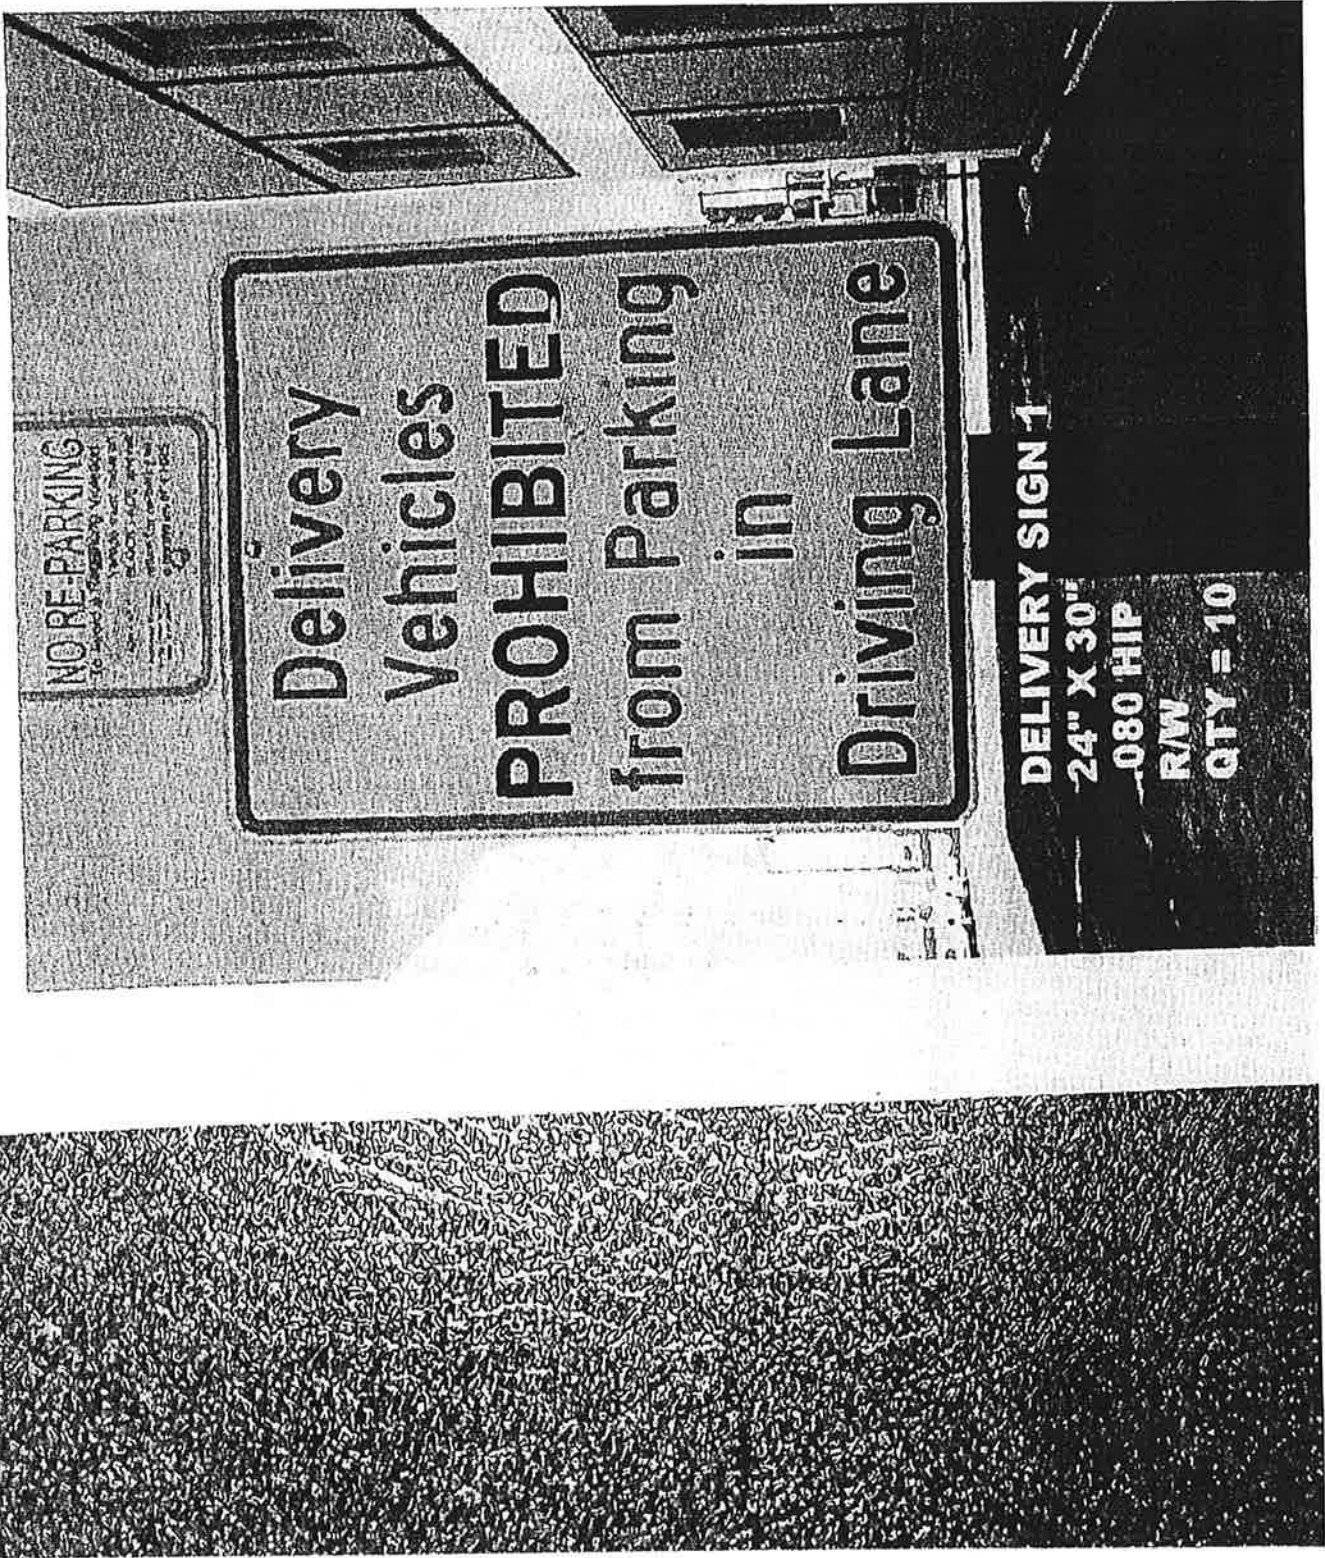 NO RE-PARKING
Delivery
Vehicles
PROHIBITED
from Parking
in
Driving Lane
DELIVERY SIGN 1
24" X 30"
.080 HIP
R/W
QTY = 10